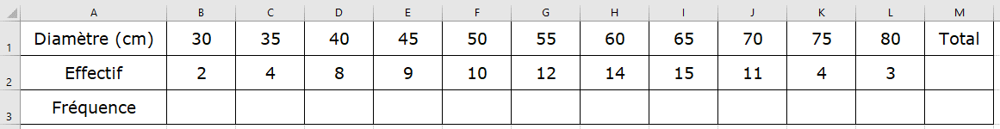 A B C D E F G H I J K L M
1 Diamètre (cm) 30 35 40 45 50 55 60 65 70 75 80 Total
2 Effectif 2 4 8 9 10 12 14 15 11 4 3
3 Fréquence